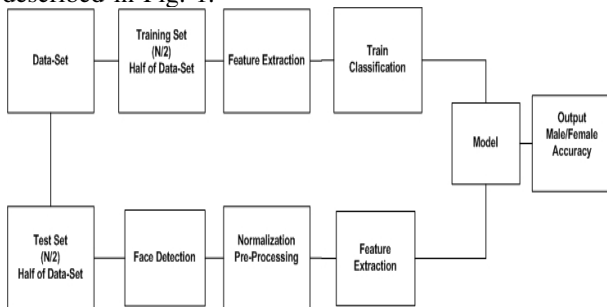 described in Fig. 1.
Data-Set
Training Set
(N/2)
Half of Data-Set
Feature Extraction
Train
Classification
Model
Output
Male/Female
Accuracy
Test Set
(N/2)
Half of Data-Set
Face Detection
Normalization
Pre-Processing
Feature
Extraction